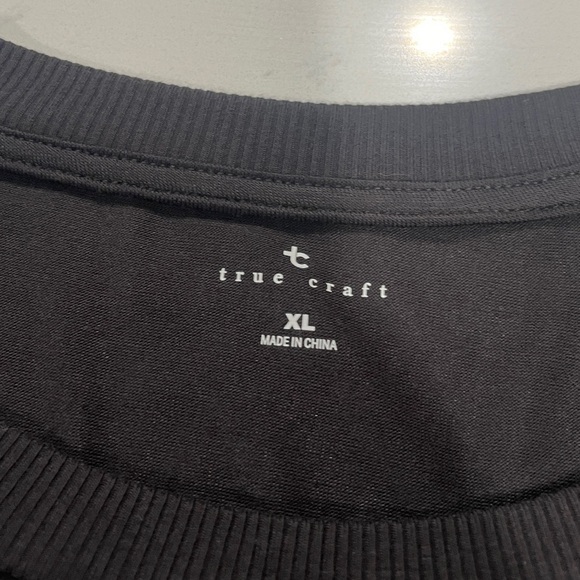 tc
true craft
XL
MADE IN CHINA